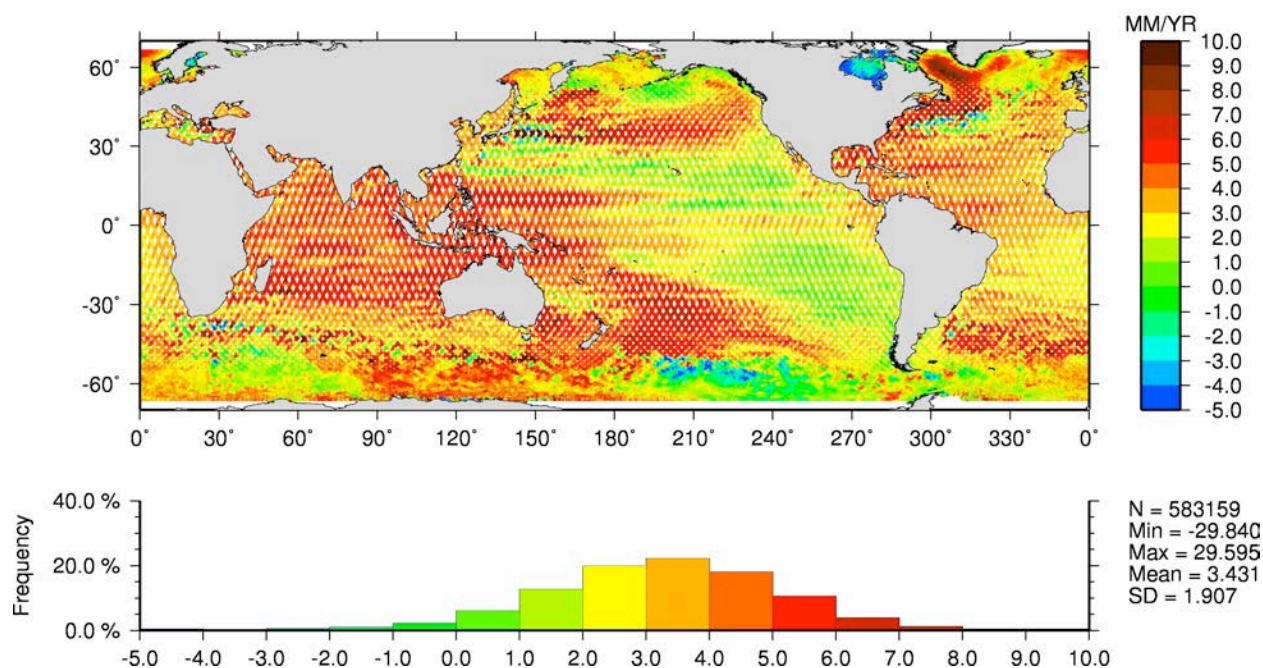 MM/YR
10.0
9.0
8.0
7.0
6.0
5.0
4.0
3.0
2.0
1.0
0.0
-1.0
-2.0
-3.0
-4.0
-5.0
60˚
30˚
0˚
-30˚
-60˚
0˚ 30˚ 60˚ 90˚ 120˚ 150˚ 180˚ 210˚ 240˚ 270˚ 300˚ 330˚ 0˚
Frequency
40.0 %
20.0 %
0.0 %
-5.0 -4.0 -3.0 -2.0 -1.0 0.0 1.0 2.0 3.0 4.0 5.0 6.0 7.0 8.0 9.0 10.0
N = 583159
Min = -29.840
Max = 29.595
Mean = 3.431
SD = 1.907